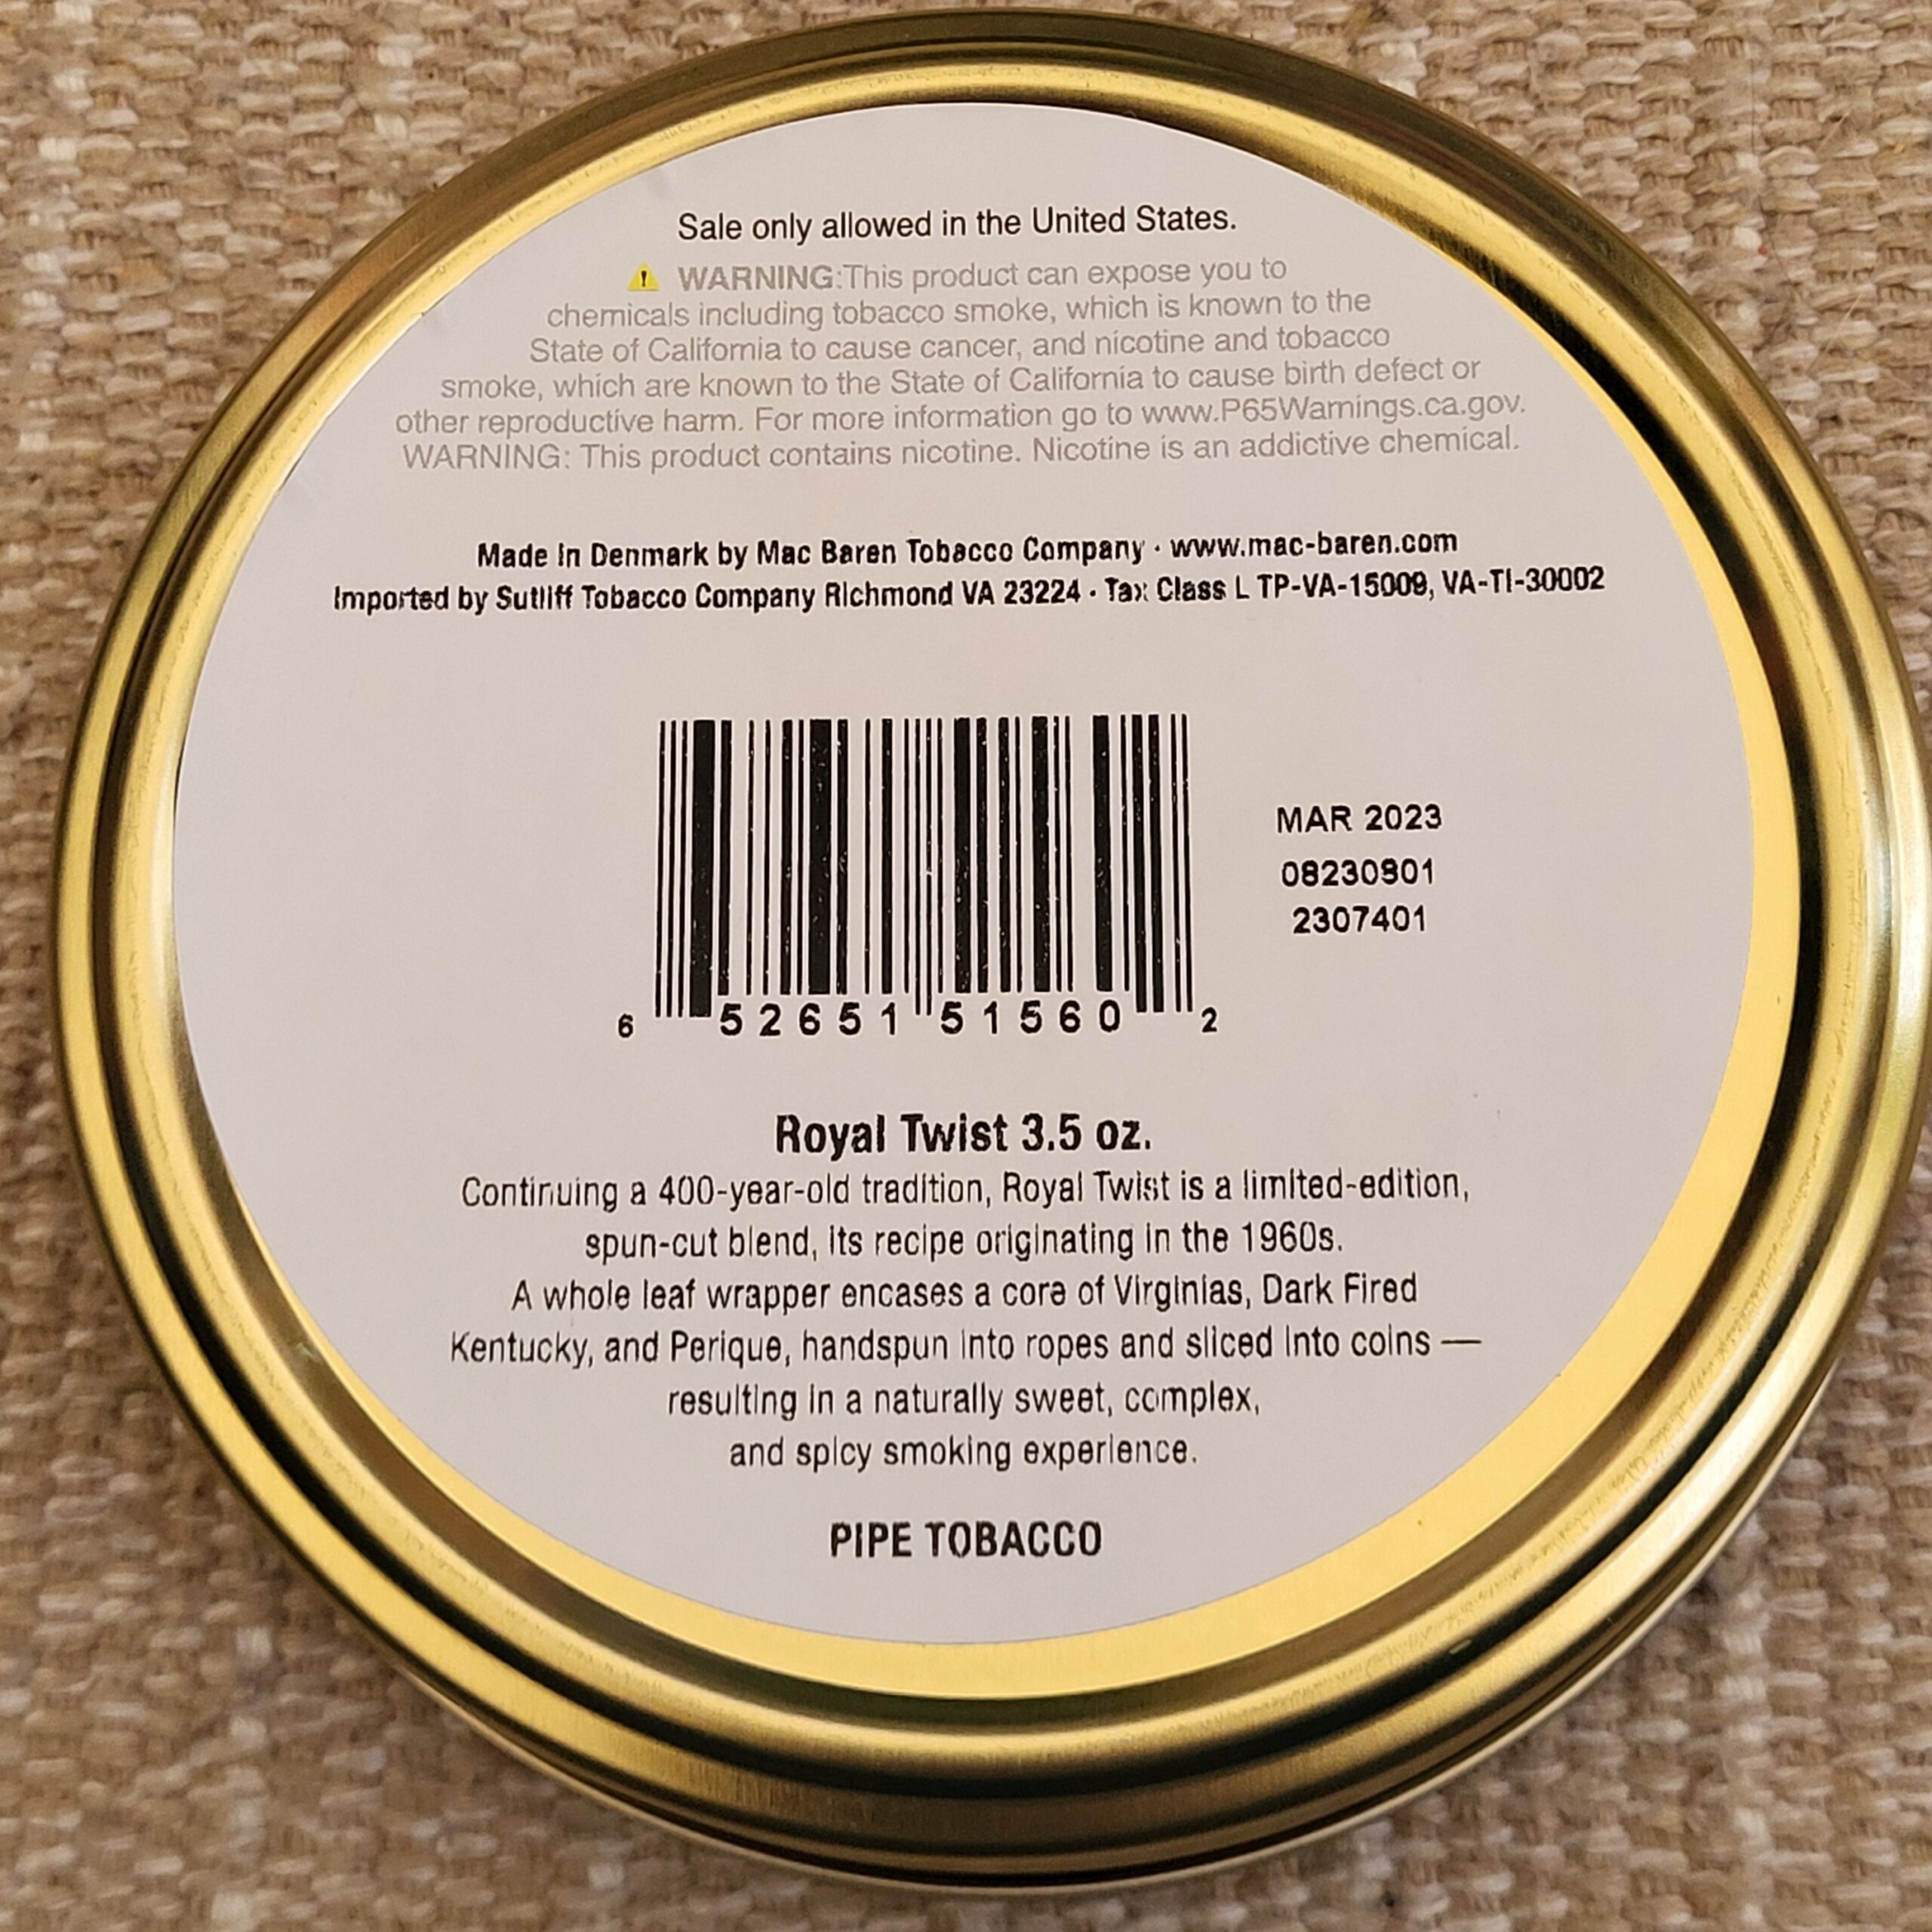 Sale only allowed in the United States.
⚠ WARNING:This product can expose you to
chemicals including tobacco smoke, which is known to the
State of California to cause cancer, and nicotine and tobacco
smoke, which are known to the State of California to cause birth defect or
other reproductive harm. For more information go to www.P65Warnings.ca.gov.
WARNING: This product contains nicotine. Nicotine is an addictive chemical.
Made In Denmark by Mac Baren Tobacco Company · www.mac-baren.com
Imported by Sutliff Tobacco Company Richmond VA 23224 · Tax Class L TP-VA-15009, VA-TI-30002
MAR 2023
08230901
2307401
6 52651 51560 2
Royal Twist 3.5 oz.
Continuing a 400-year-old tradition, Royal Twist is a limited-edition,
spun-cut blend, its recipe originating in the 1960s.
A whole leaf wrapper encases a core of Virginias, Dark Fired
Kentucky, and Perique, handspun into ropes and sliced into coins —
resulting in a naturally sweet, complex,
and spicy smoking experience.
PIPE TOBACCO